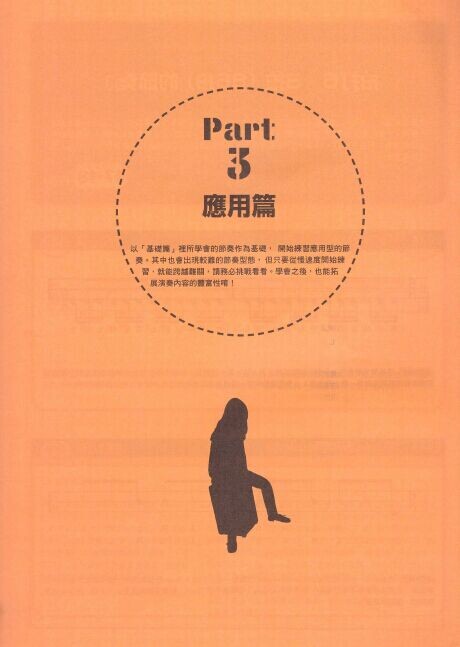 Part
3
應用篇
以「基礎篇」裡所學會的節奏作為基礎，開始練習應用型的節
奏。其中也會出現較難的節奏型態，但只要從慢速度開始練
習，就能跨越難關，請務必挑戰看看。學會之後，也能拓
展演奏內容的豐富性唷！